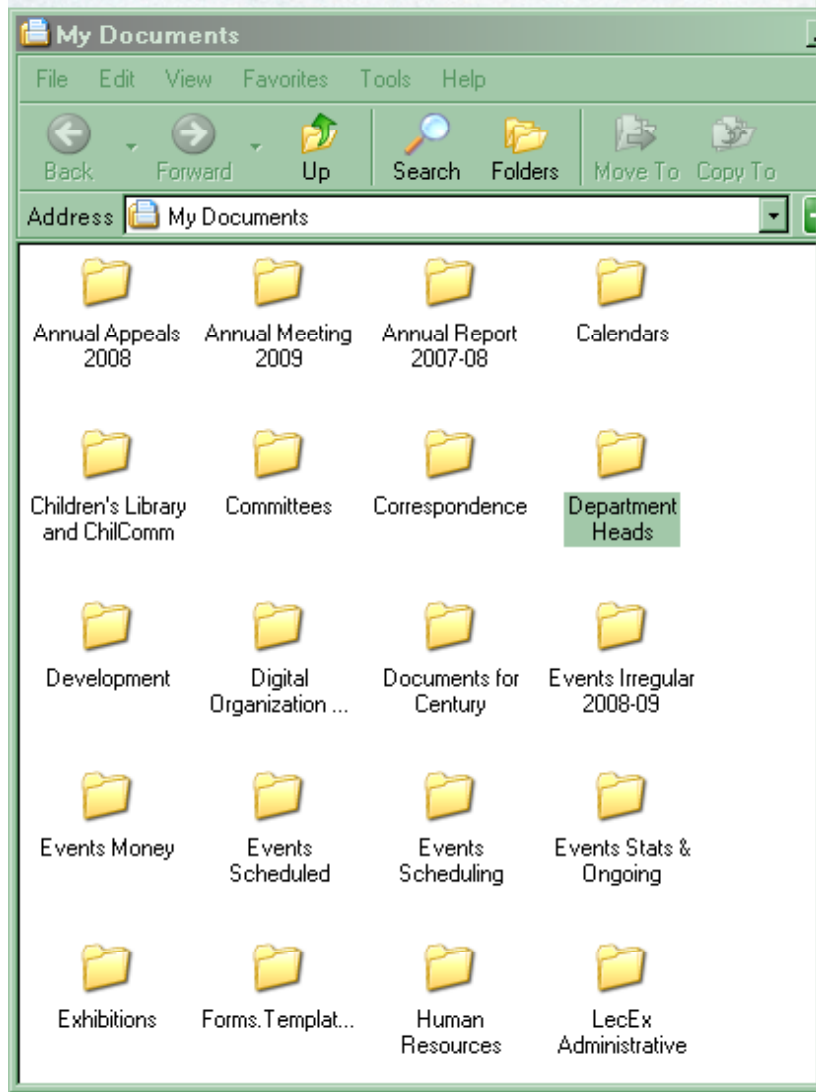 My Documents
File Edit View Favorites Tools Help
Back Forward Up Search Folders Move To Copy To
Address My Documents
Annual Appeals 2008
Annual Meeting 2009
Annual Report 2007-08
Calendars
Children's Library and ChilComm
Committees
Correspondence
Department Heads
Development
Digital Organization ...
Documents for Century
Events Irregular 2008-09
Events Money
Events Scheduled
Events Scheduling
Events Stats & Ongoing
Exhibitions
Forms.Templat...
Human Resources
LecEx Administrative